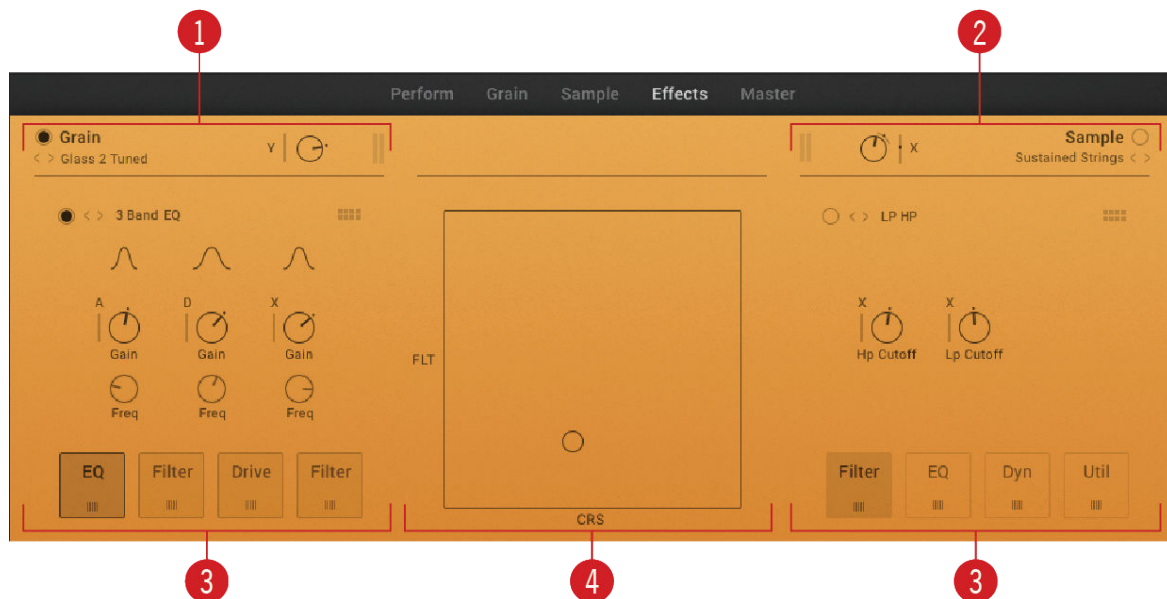 1 2
Perform Grain Sample Effects Master
Grain
< > Glass 2 Tuned
Y
X
Sample
Sustained Strings < >
< > 3 Band EQ
< > LP HP
A D X
Gain Gain Gain
Freq Freq Freq
X X
Hp Cutoff Lp Cutoff
FLT
CRS
EQ Filter Drive Filter
Filter EQ Dyn Util
3 4 3